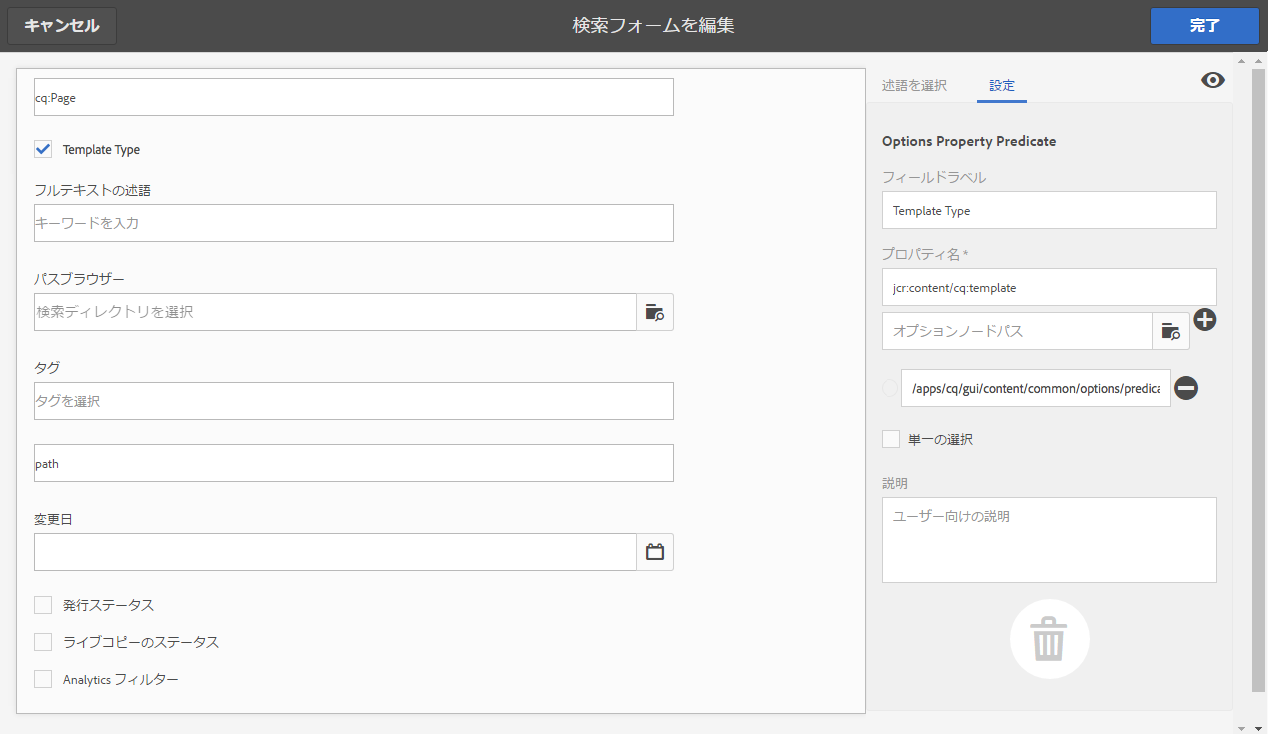 キャンセル
検索フォームを編集
完了
cq:Page
Template Type
フルテキストの述語
キーワードを入力
パスブラウザー
検索ディレクトリを選択
タグ
タグを選択
path
変更日
発行ステータス
ライブコピーのステータス
Analytics フィルター
述語を選択
設定
Options Property Predicate
フィールドラベル
Template Type
プロパティ名 *
jcr:content/cq:template
オプションノードパス
/apps/cq/gui/content/common/options/predica
単一の選択
説明
ユーザー向けの説明